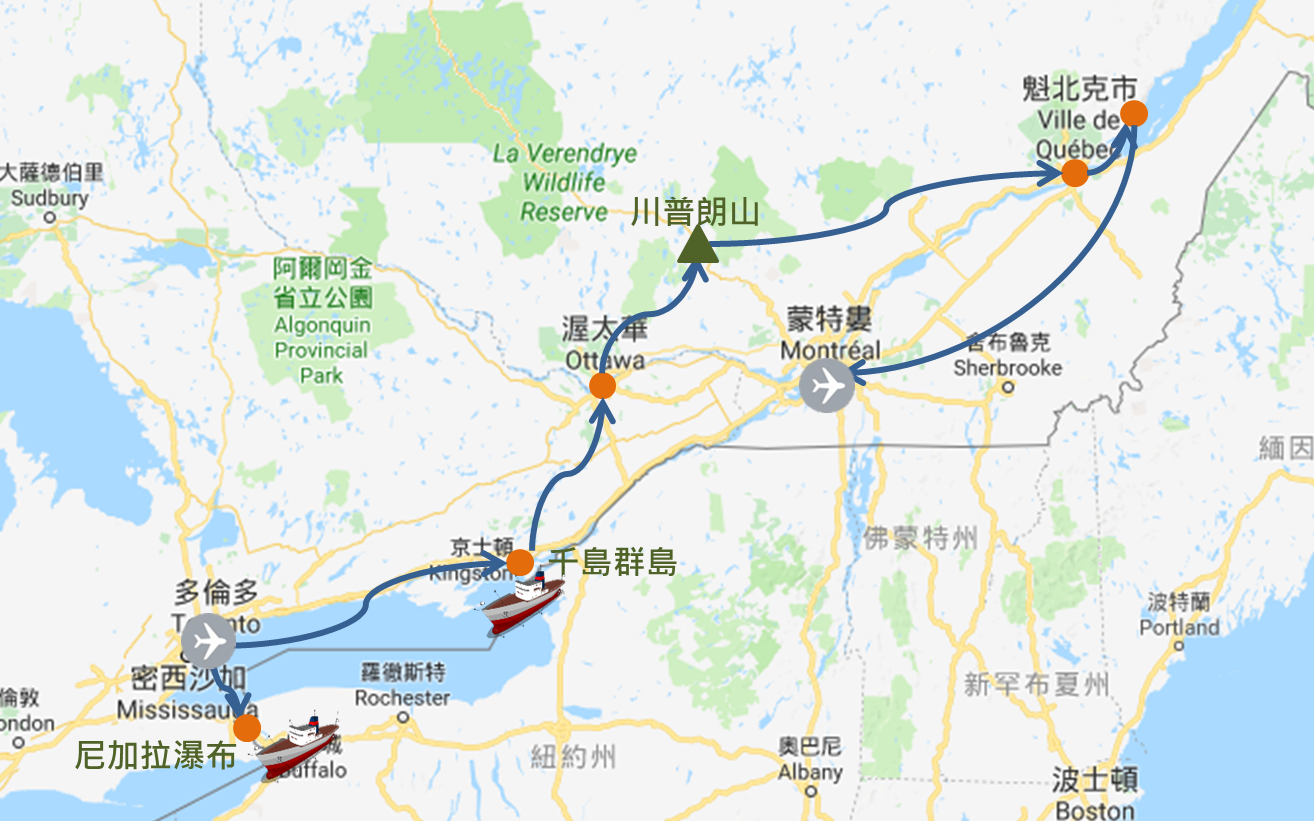 魁北克市
Ville de
Québec
La Verendrye
Wildlife
Reserve
大薩德伯里
Sudbury
川普朗山
阿爾岡金
省立公園
Algonquin
Provincial
Park
渥太華
Ottawa
蒙特婁
Montréal
舍布魯克
Sherbrooke
緬因
佛蒙特州
京士頓
Kingston
千島群島
多倫多
Toronto
波特蘭
Portland
密西沙加
Mississauga
羅徹斯特
Rochester
新罕布夏州
倫敦
ondon
尼加拉瀑布
城
Buffalo
紐約州
奧巴尼
Albany
波士頓
Boston